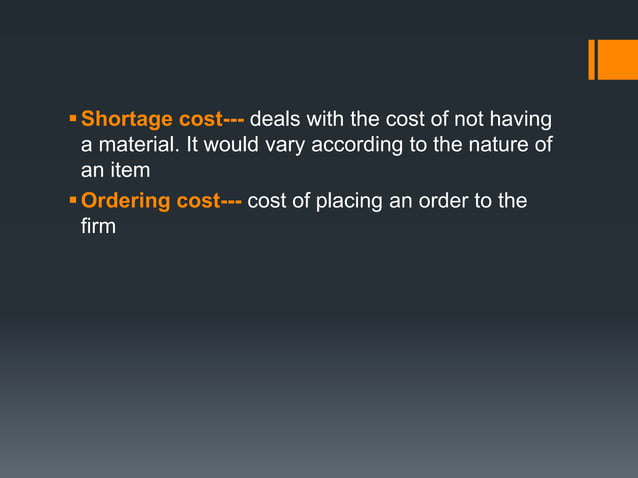 Shortage cost--- deals with the cost of not having
a material. It would vary according to the nature of
an item
Ordering cost--- cost of placing an order to the
firm